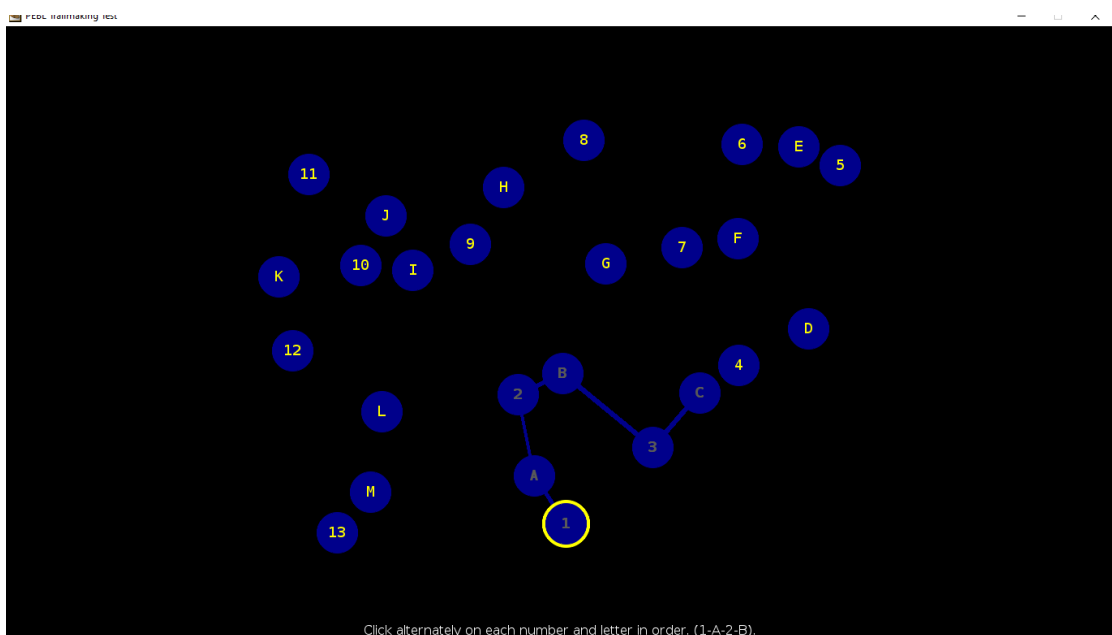 PEBL Trailmaking Test
8
6
E
5
11
H
J
F
9
7
G
10
I
K
D
12
4
B
C
2
L
3
A
M
1
13
Click alternately on each number and letter in order. (1-A-2-B).